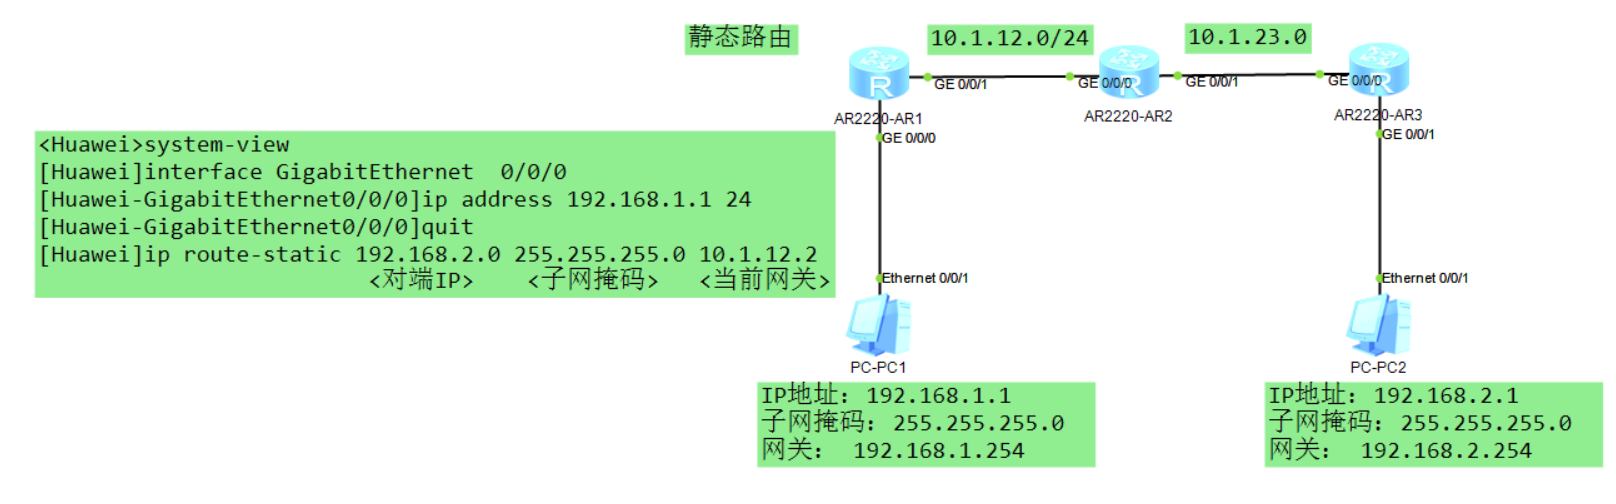 静态路由
10.1.12.0/24
10.1.23.0
R
R
R
GE 0/0/1
GE 0/0/0
GE 0/0/1
GE 0/0/0
AR2220-AR1
AR2220-AR2
AR2220-AR3
GE 0/0/0
GE 0/0/1
<Huawei>system-view
[Huawei]interface GigabitEthernet  0/0/0
[Huawei-GigabitEthernet0/0/0]ip address 192.168.1.1 24
[Huawei-GigabitEthernet0/0/0]quit
[Huawei]ip route-static 192.168.2.0 255.255.255.0 10.1.12.2
<对端IP> <子网掩码> <当前网关>
Ethernet 0/0/1
Ethernet 0/0/1
PC-PC1
PC-PC2
IP地址：192.168.1.1
子网掩码：255.255.255.0
网关： 192.168.1.254
IP地址：192.168.2.1
子网掩码：255.255.255.0
网关： 192.168.2.254